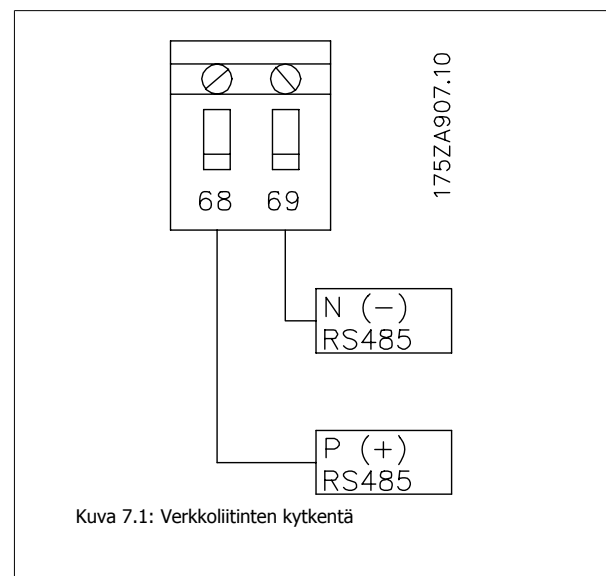 175ZA907.10
68 69
N (-)
RS485
P (+)
RS485
Kuva 7.1: Verkkoliitinten kytkentä